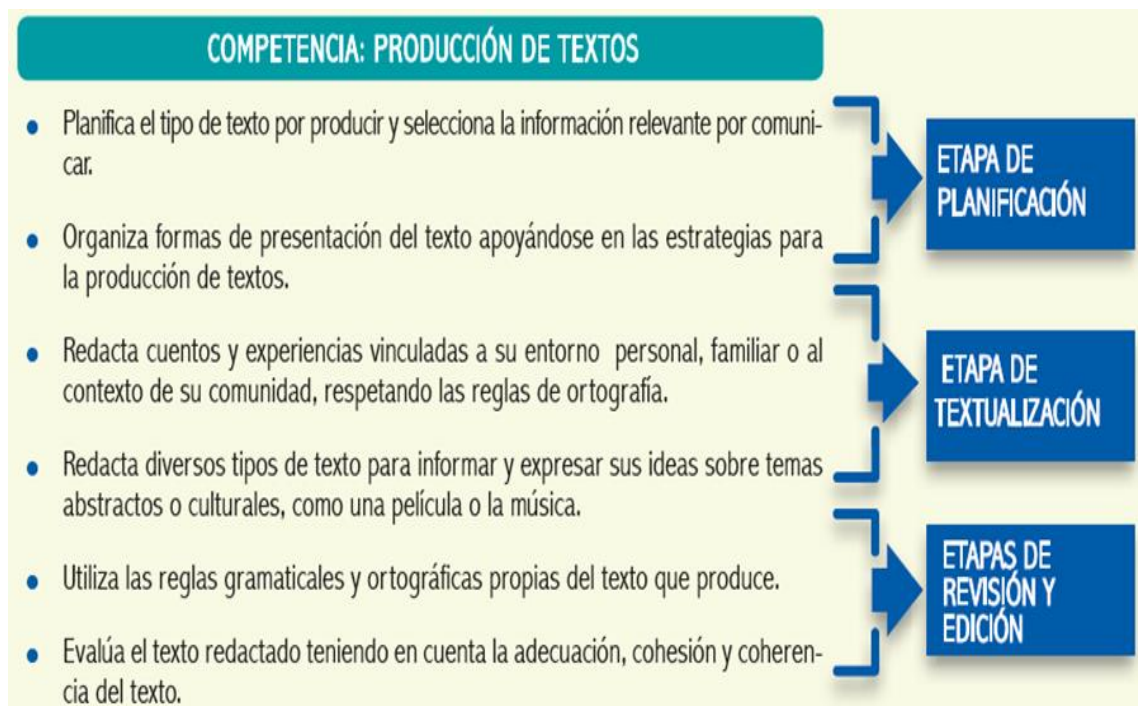 COMPETENCIA: PRODUCCIÓN DE TEXTOS
• Planifica el tipo de texto por producir y selecciona la información relevante por comuni-
car.
• Organiza formas de presentación del texto apoyándose en las estrategias para
la producción de textos.
• Redacta cuentos y experiencias vinculadas a su entorno personal, familiar o al
contexto de su comunidad, respetando las reglas de ortografía.
• Redacta diversos tipos de texto para informar y expresar sus ideas sobre temas
abstractos o culturales, como una película o la música.
• Utiliza las reglas gramaticales y ortográficas propias del texto que produce.
• Evalúa el texto redactado teniendo en cuenta la adecuación, cohesión y coheren-
cia del texto.
ETAPA DE
PLANIFICACIÓN
ETAPA DE
TEXTUALIZACIÓN
ETAPAS DE
REVISIÓN Y
EDICIÓN